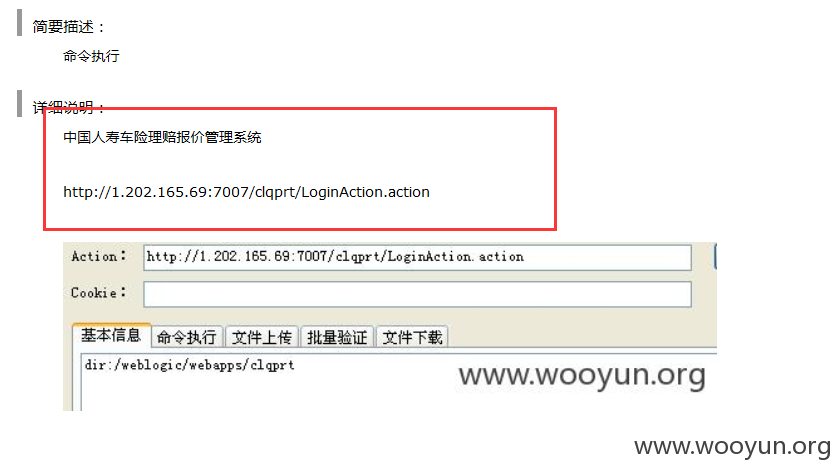 简要描述：
命令执行
详细说明：
中国人寿车险理赔报价管理系统
http://1.202.165.69:7007/clqprt/LoginAction.action
Action: http://1.202.165.69:7007/clqprt/LoginAction.action
Cookie:
基本信息 命令执行 文件上传 批量验证 文件下载
dir:/weblogic/webapps/clqprt
www.wooyun.org
www.wooyun.org